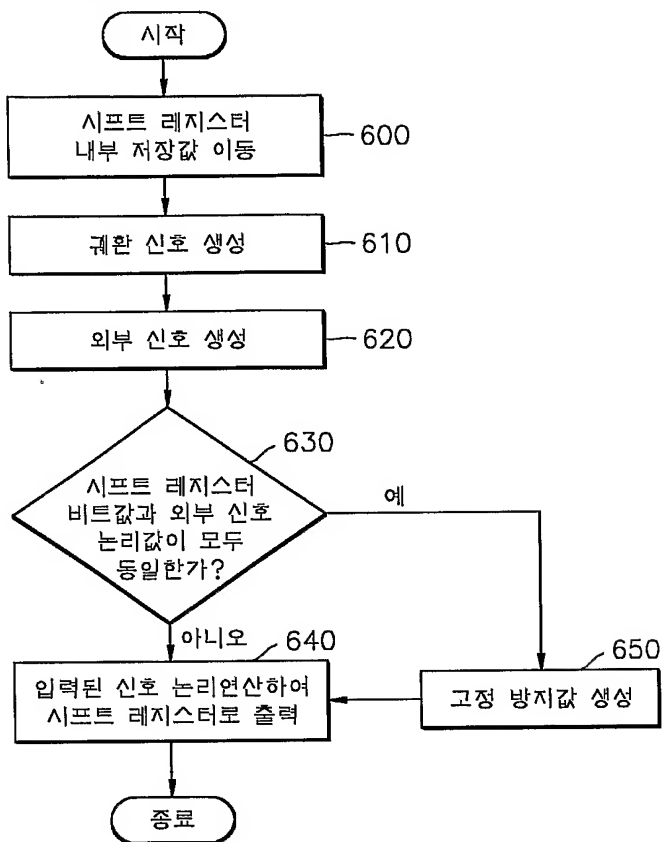 시작
시프트 레지스터
내부 저장값 이동
600
궤환 신호 생성
610
외부 신호 생성
620
630
시프트 레지스터
비트값과 외부 신호
논리값이 모두
동일한가?
예
아니오
640
입력된 신호 논리연산하여
시프트 레지스터로 출력
650
고정 방지값 생성
종료